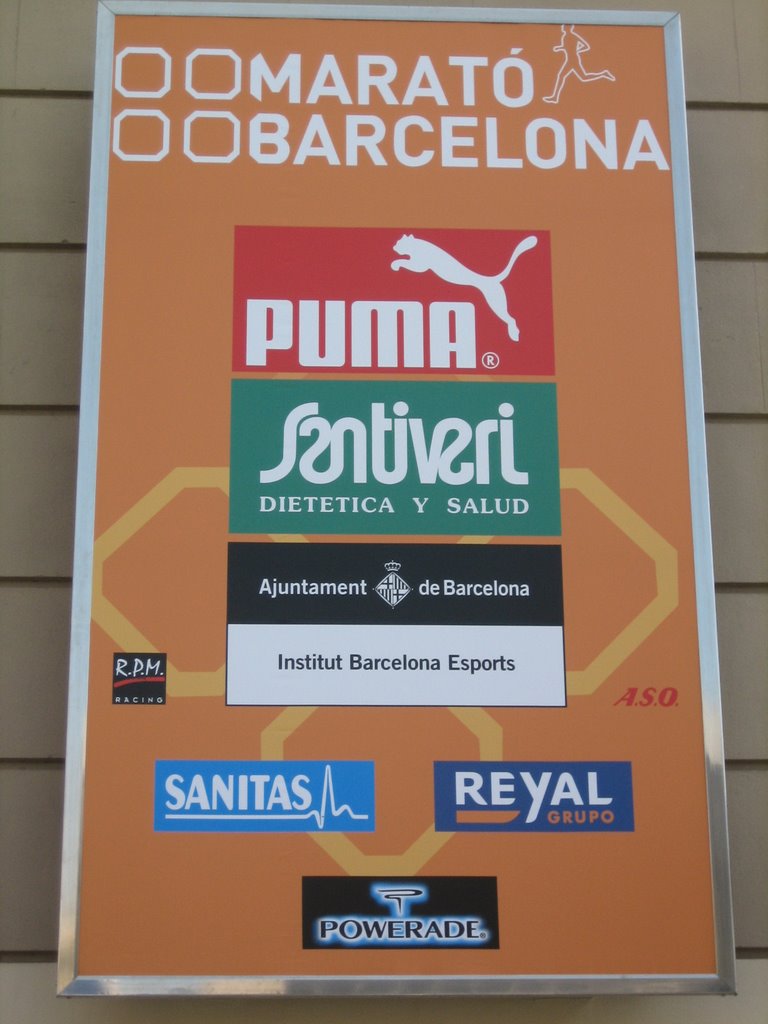 MARATÓ
BARCELONA
PUMA®
Santiveri
DIETETICA Y SALUD
Ajuntament de Barcelona
Institut Barcelona Esports
R.P.M.
RACING
A.S.O.
SANITAS
REYAL
GRUPO
POWERADE®